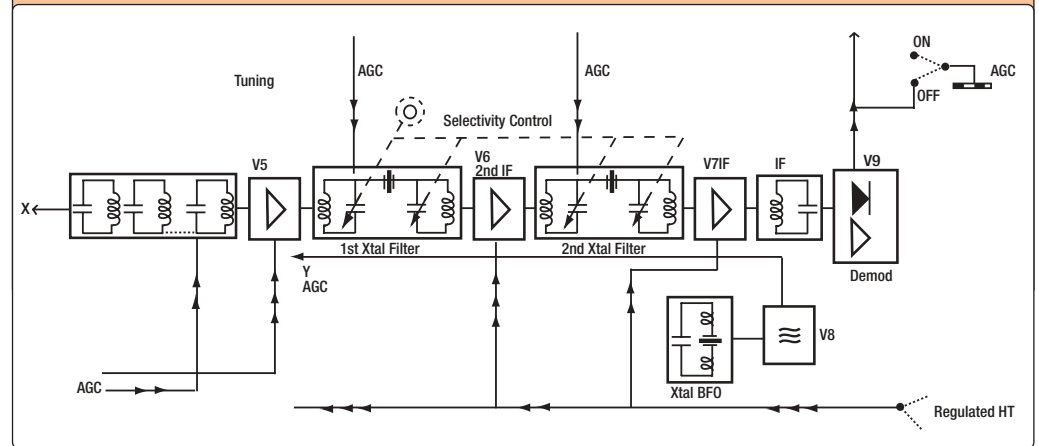 ON
AGC
AGC
AGC
Tuning
OFF
Selectivity Control
V5
V6
2nd IF
V7IF
IF
V9
X
1st Xtal Filter
2nd Xtal Filter
Y
AGC
Demod
V8
AGC
Xtal BFO
Regulated HT